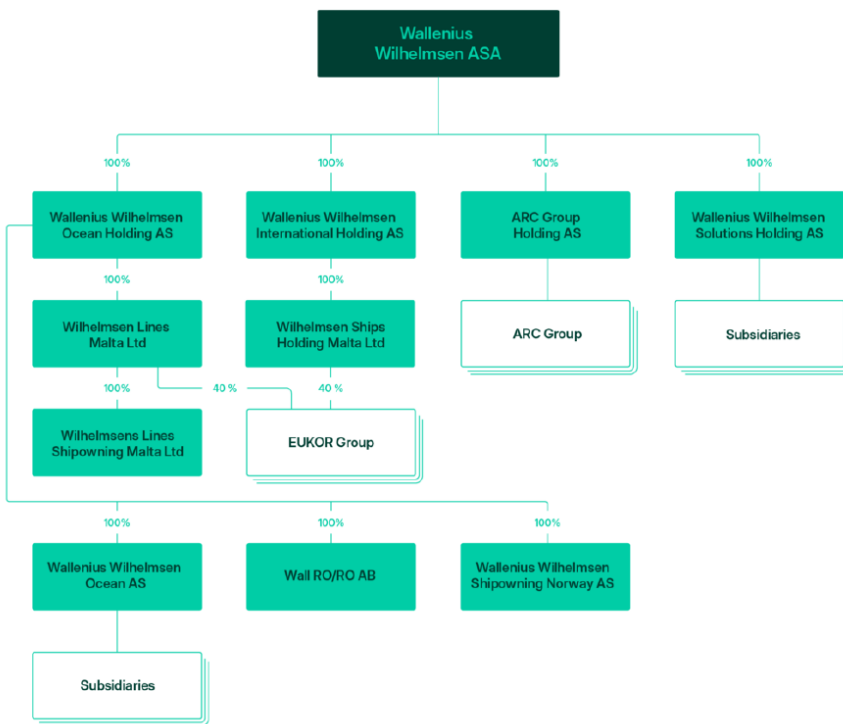 Wallenius
Wilhelmsen ASA
100%
100%
100%
100%
Wallenius Wilhelmsen
Ocean Holding AS
Wallenius Wilhelmsen
International Holding AS
ARC Group
Holding AS
Wallenius Wilhelmsen
Solutions Holding AS
100%
100%
Wilhelmsen Lines
Malta Ltd
Wilhelmsen Ships
Holding Malta Ltd
ARC Group
Subsidiaries
100%
40 %
40 %
Wilhelmsens Lines
Shipowning Malta Ltd
EUKOR Group
100%
100%
100%
Wallenius Wilhelmsen
Ocean AS
Wall RO/RO AB
Wallenius Wilhelmsen
Shipowning Norway AS
Subsidiaries